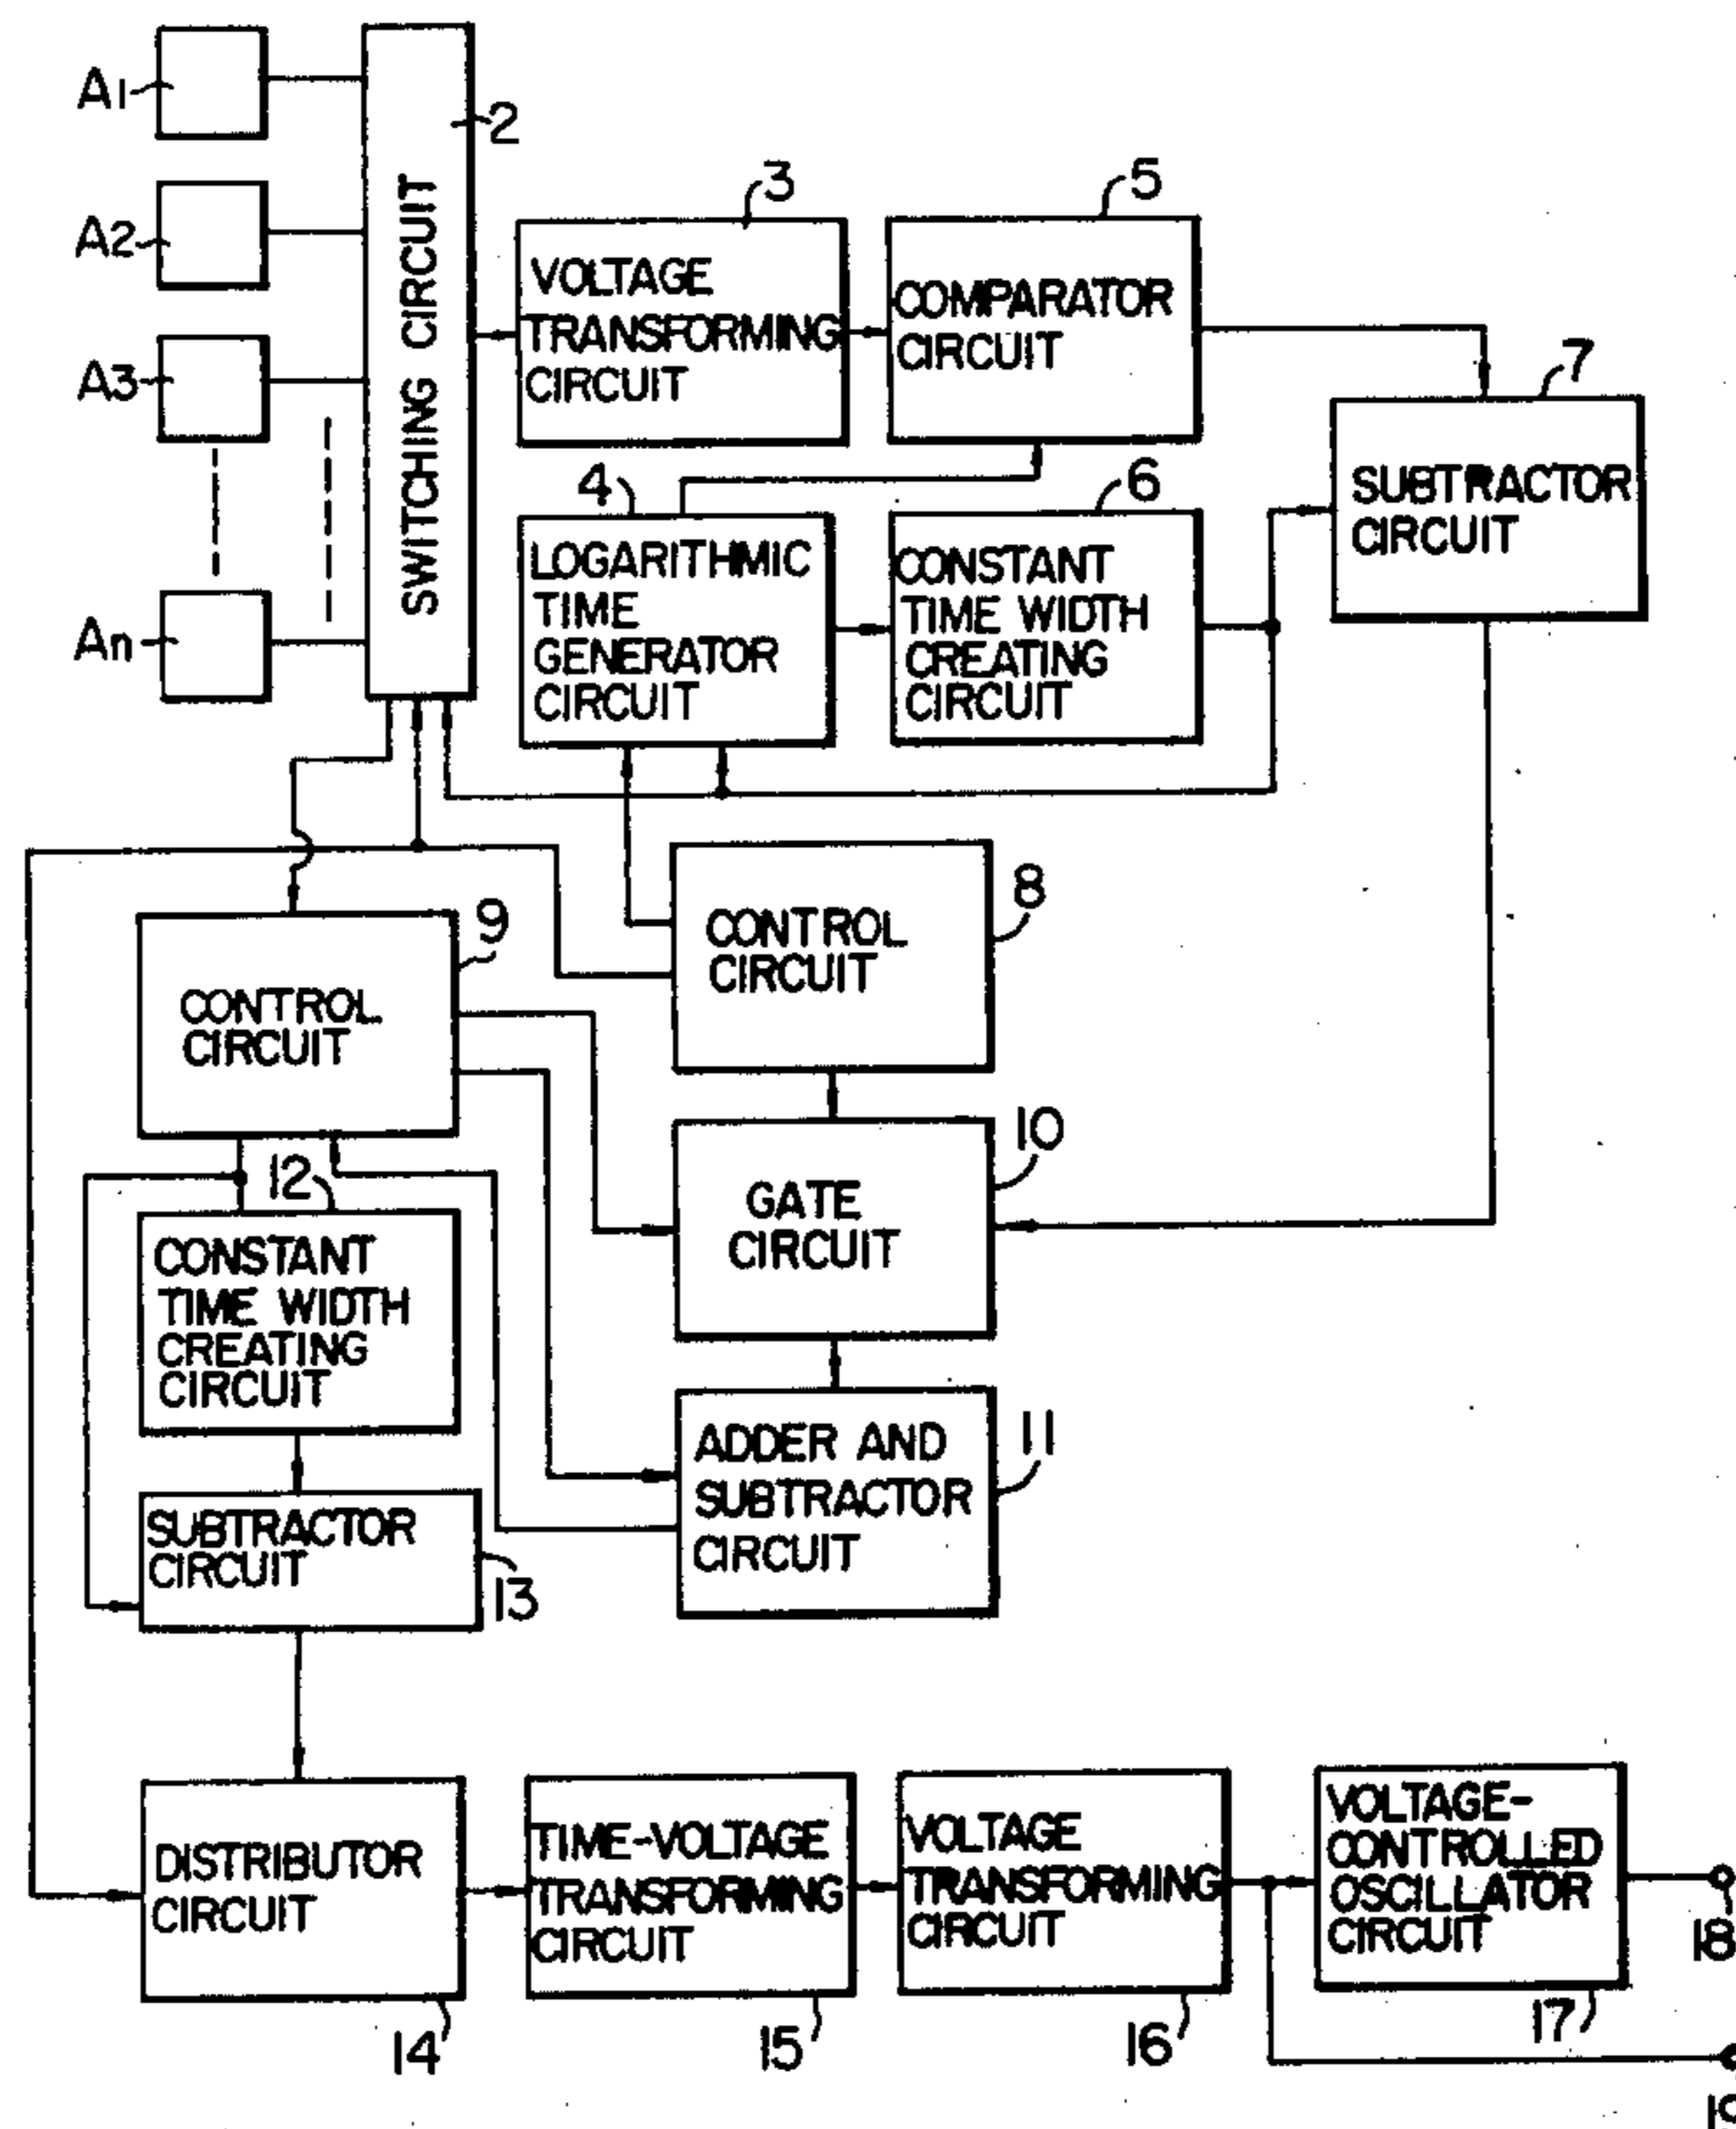 A1
A2
A3
An
SWITCHING CIRCUIT
2
3
VOLTAGE
TRANSFORMING
CIRCUIT
5
COMPARATOR
CIRCUIT
7
SUBTRACTOR
CIRCUIT
4
LOGARITHMIC
TIME
GENERATOR
CIRCUIT
6
CONSTANT
TIME WIDTH
CREATING
CIRCUIT
8
CONTROL
CIRCUIT
9
CONTROL
CIRCUIT
10
GATE
CIRCUIT
12
CONSTANT
TIME WIDTH
CREATING
CIRCUIT
11
ADDER AND
SUBTRACTOR
CIRCUIT
SUBTRACTOR
CIRCUIT
13
DISTRIBUTOR
CIRCUIT
14
TIME-VOLTAGE
TRANSFORMING
CIRCUIT
15
VOLTAGE
TRANSFORMING
CIRCUIT
16
VOLTAGE-
CONTROLLED
OSCILLATOR
CIRCUIT
17
18
19